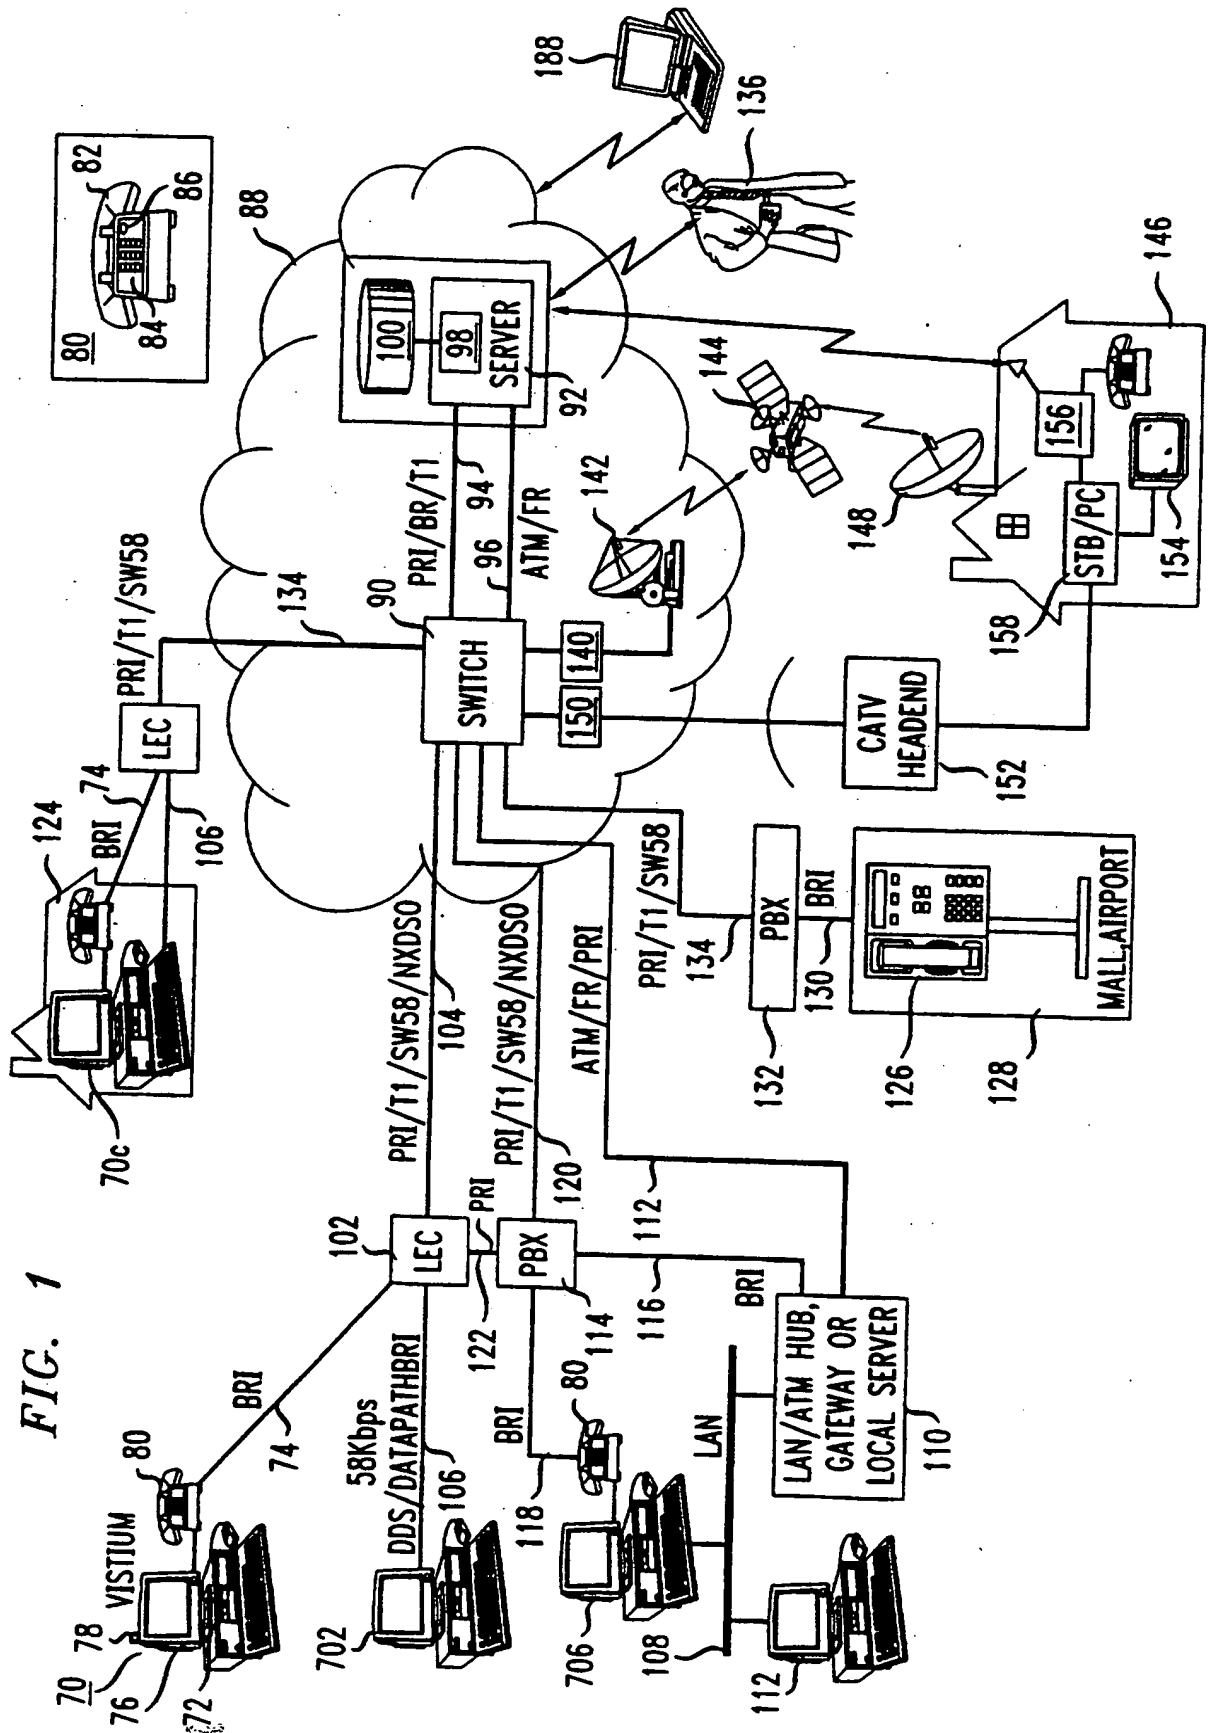 FIG. 1
70
78
VISTIUM
76
72
80
74
BRI
702
58Kbps
DDS/DATAPATHBRI
106
102
LEC
122
PRI
PBX
114
BRI
118
80
706
108
LAN
112
LAN/ATM HUB,
GATEWAY OR
LOCAL SERVER
110
BRI
116
112
PRI/T1/SW58/NXDSO
104
PRI/T1/SW58/NXDSO
120
ATM/FR/PRI
70c
124
BRI
74
106
LEC
PRI/T1/SW58
134
90
SWITCH
150
140
142
PRI/BR/T1
94
96
ATM/FR
88
100
98
SERVER
92
80
82
84
86
188
136
144
148
146
156
STB/PC
158
154
CATV
HEADEND
152
PRI/T1/SW58
134
PBX
132
BRI
130
126
MALL,AIRPORT
128